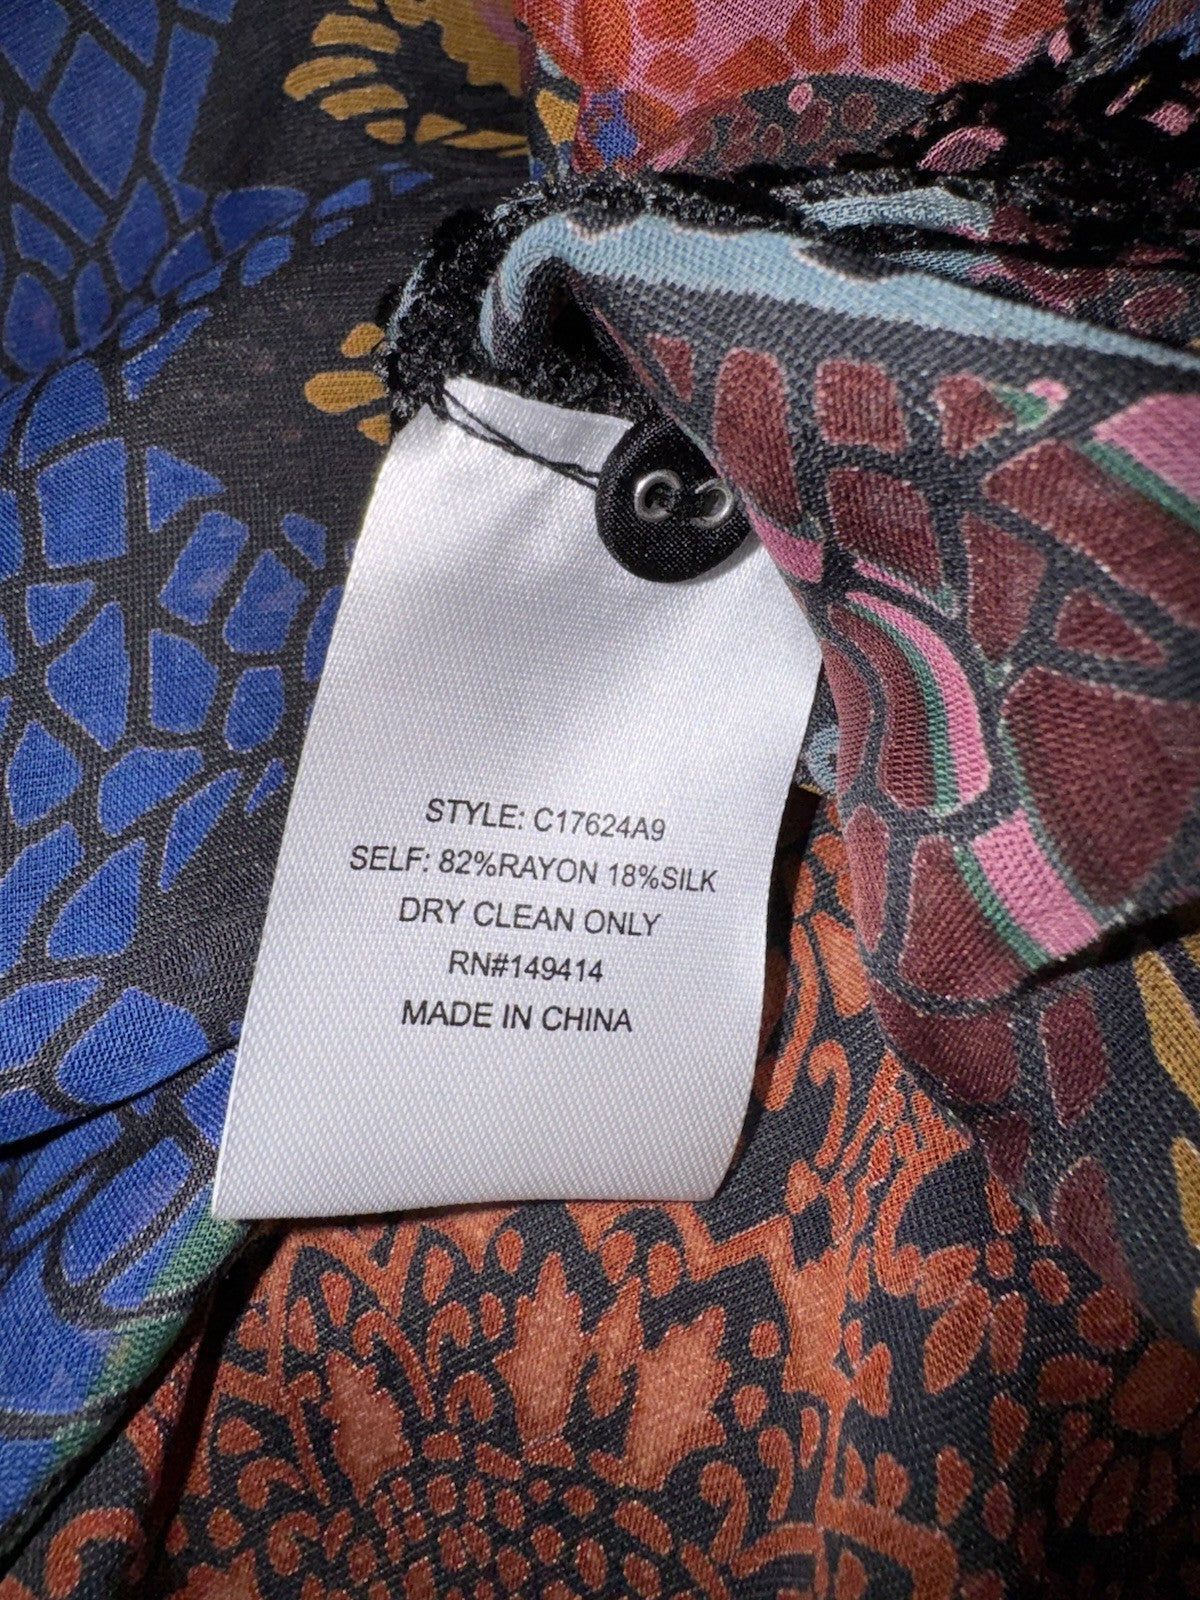 STYLE: C17624A9
SELF: 82%RAYON 18%SILK
DRY CLEAN ONLY
RN#149414
MADE IN CHINA